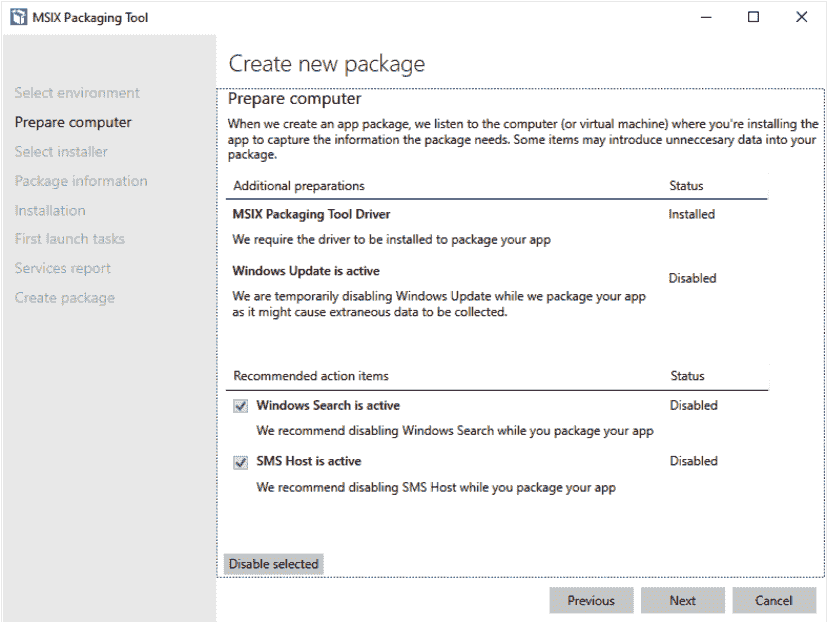 MSIX Packaging Tool
Create new package
Select environment
Prepare computer
Select installer
Package information
Installation
First launch tasks
Services report
Create package
Prepare computer
When we create an app package, we listen to the computer (or virtual machine) where you're installing the
app to capture the information the package needs. Some items may introduce unneccesary data into your
package.
Additional preparations Status
MSIX Packaging Tool Driver Installed
We require the driver to be installed to package your app
Windows Update is active Disabled
We are temporarily disabling Windows Update while we package your app
as it might cause extraneous data to be collected.
Recommended action items Status
Windows Search is active Disabled
We recommend disabling Windows Search while you package your app
SMS Host is active Disabled
We recommend disabling SMS Host while you package your app
Disable selected
Previous Next Cancel